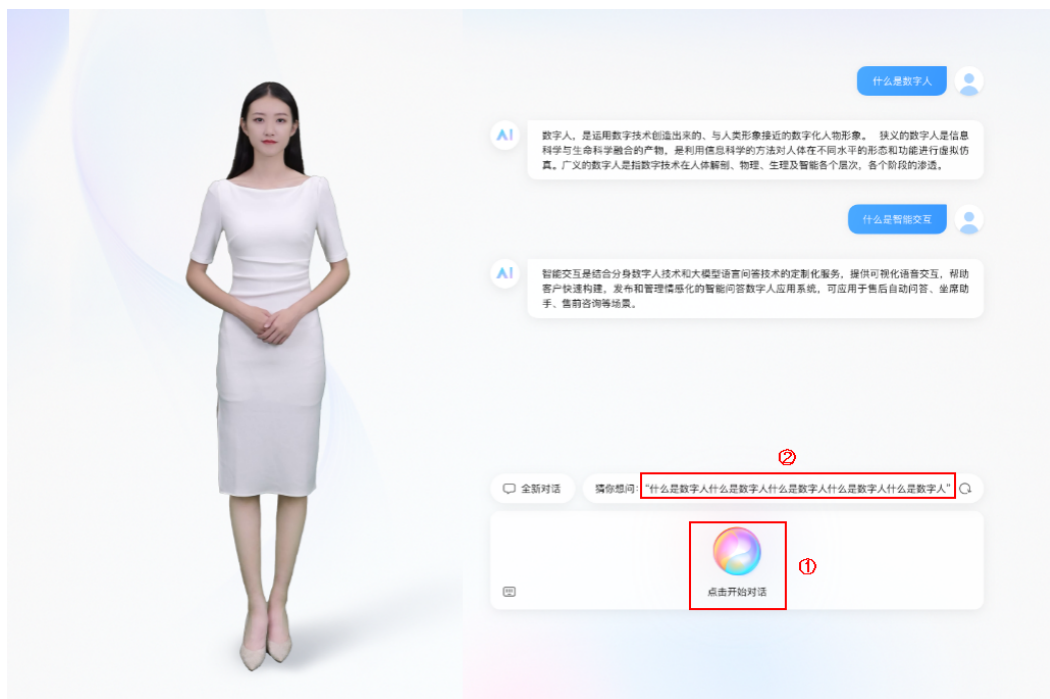 什么是数字人
AI
数字人，是运用数字技术创造出来的、与人类形象接近的数字化人物形象。 狭义的数字人是信息
科学与生命科学融合的产物，是利用信息科学的方法对人体在不同水平的形态和功能进行虚拟仿
真。广义的数字人是指数字技术在人体解剖、物理、生理及智能各个层次，各个阶段的渗透。
什么是智能交互
AI
智能交互是结合分身数字人技术和大模型语言问答技术的定制化服务，提供可视化语音交互，帮助
客户快速构建，发布和管理情感化的智能问答数字人应用系统，可应用于售后自动问答、坐席助
手、售前咨询等场景。
②
全新对话
猜你想问：“什么是数字人什么是数字人什么是数字人什么是数字人什么是数字人”
①
点击开始对话